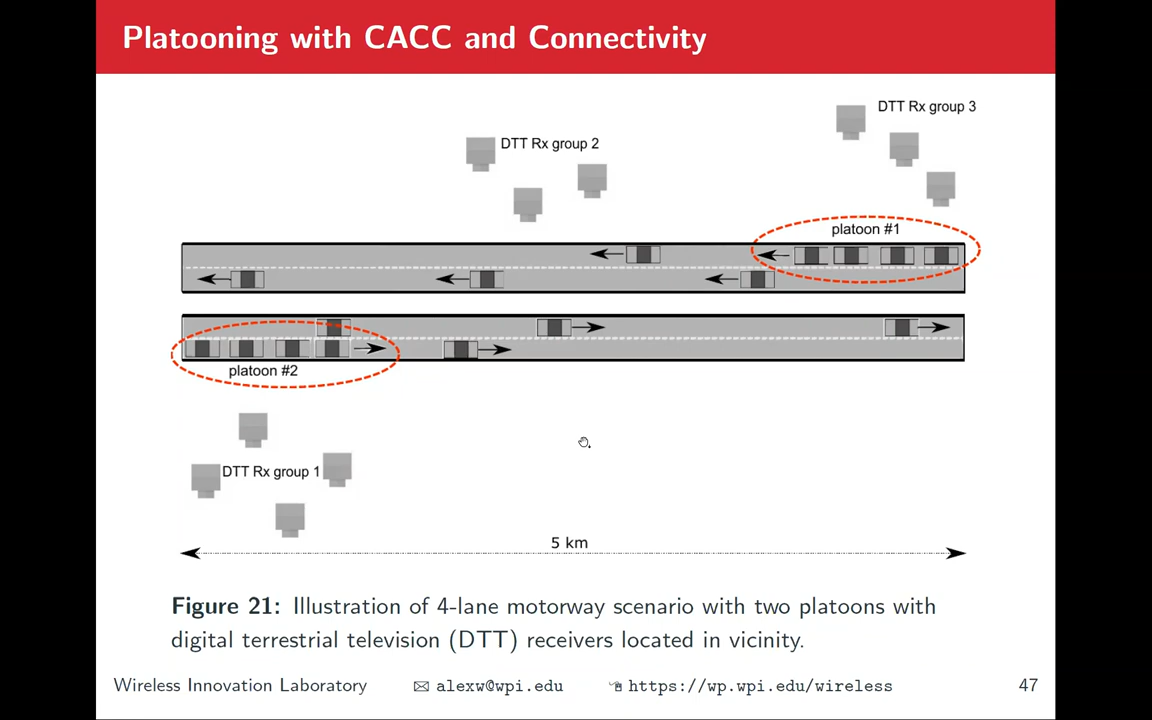 Platooning with CACC and Connectivity
DTT Rx group 3
DTT Rx group 2
platoon #1
platoon #2
DTT Rx group 1
5 km
Figure 21: Illustration of 4-lane motorway scenario with two platoons with
digital terrestrial television (DTT) receivers located in vicinity.
Wireless Innovation Laboratory alexw@wpi.edu https://wp.wpi.edu/wireless 47